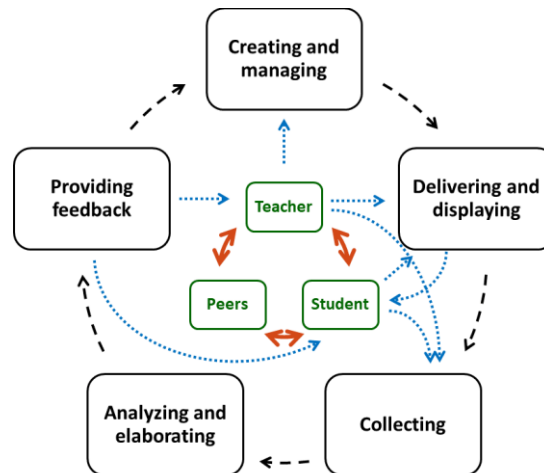 Creating and
managing
Providing
feedback
Teacher
Delivering and
displaying
Peers
Student
Analyzing and
elaborating
Collecting